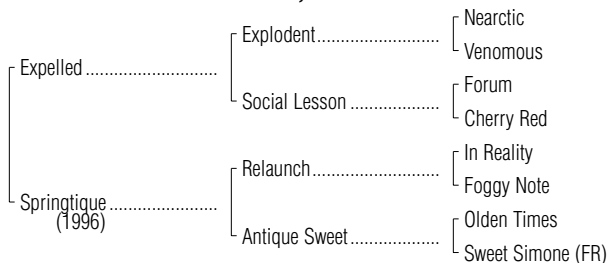 Nearctic
Explodent....................
Venomous
Expelled ............................
Forum
Social Lesson ....................
Cherry Red
In Reality
Relaunch............................
Foggy Note
Springtique.......................
(1996)
Olden Times
Antique Sweet....................
Sweet Simone (FR)